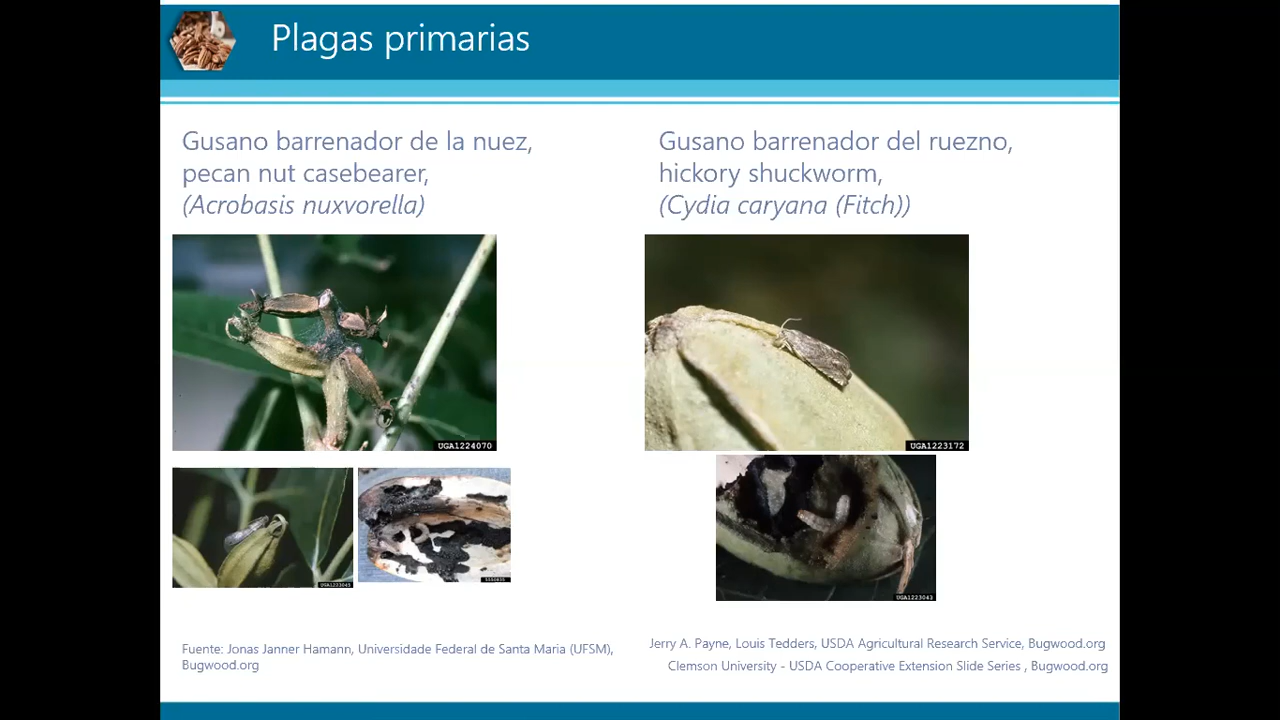 Plagas primarias
Gusano barrenador de la nuez,
pecan nut casebearer,
(Acrobasis nuxvorella)
Gusano barrenador del ruezno,
hickory shuckworm,
(Cydia caryana (Fitch))
UGA1224070
UGA1223172
UGA1223043
Fuente: Jonas Janner Hamann, Universidade Federal de Santa Maria (UFSM),
Bugwood.org
Jerry A. Payne, Louis Tedders, USDA Agricultural Research Service, Bugwood.org
Clemson University - USDA Cooperative Extension Slide Series , Bugwood.org